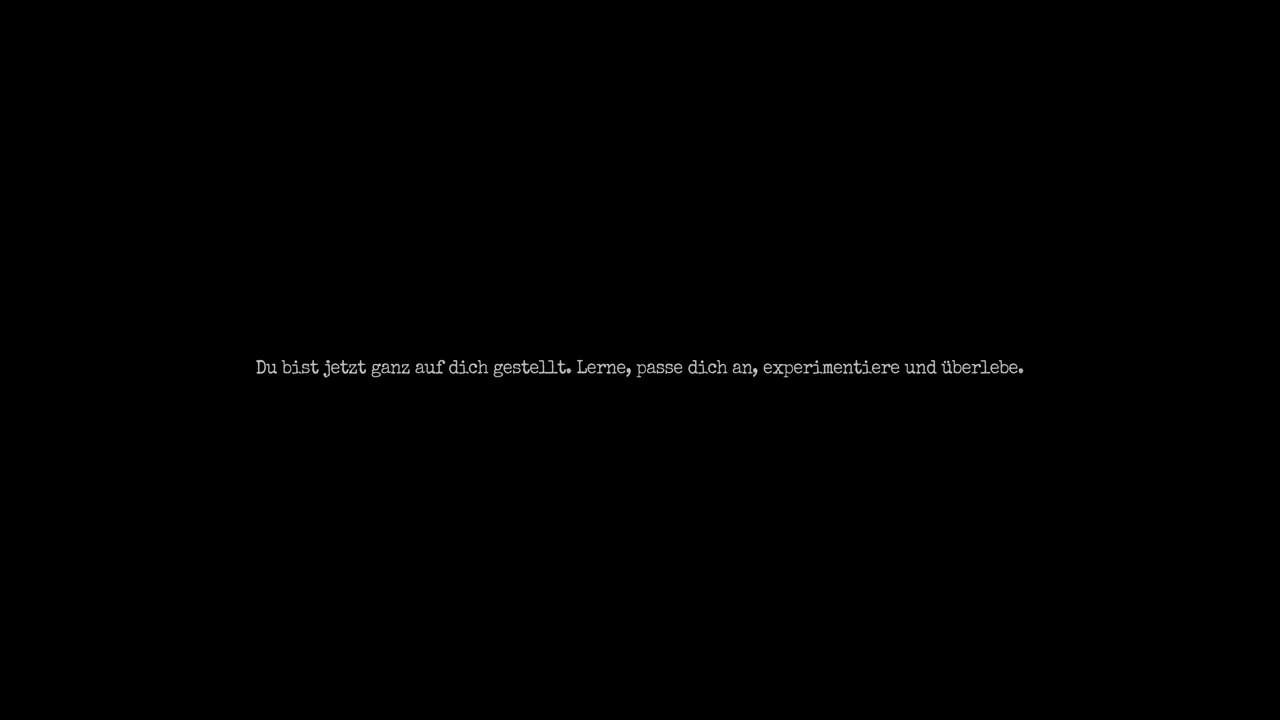 Du bist jetzt ganz auf dich gestellt. Lerne, passe dich an, experimentiere und überlebe.